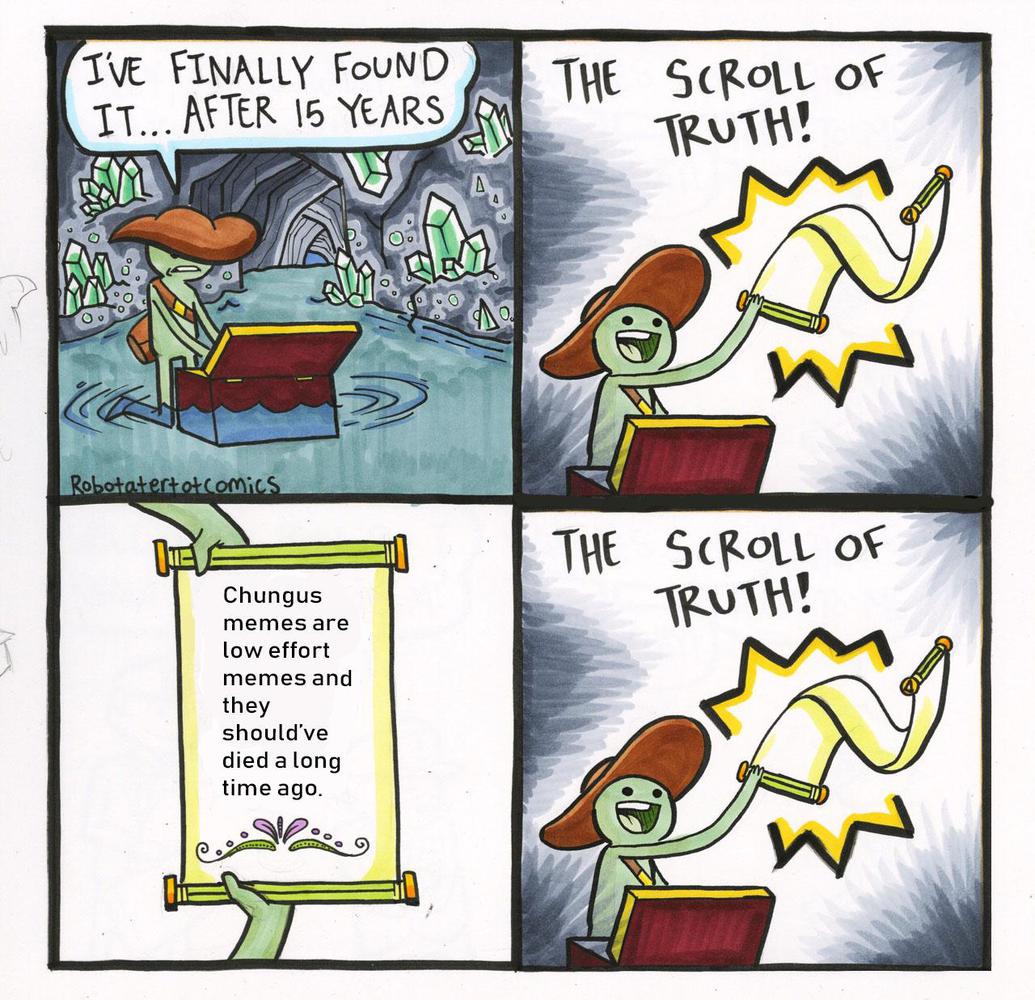 I'VE FINALLY FOUND
IT... AFTER 15 YEARS
Robotatertotcomics
THE SCROLL OF
TRUTH!
Chungus
memes are
low effort
memes and
they
should've
died a long
time ago.
THE SCROLL OF
TRUTH!